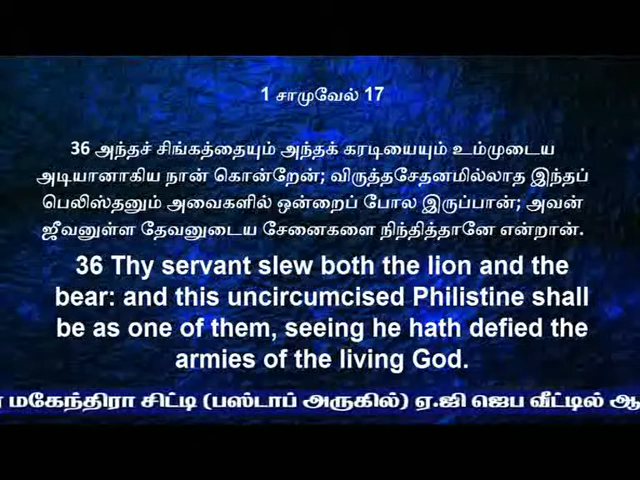 1 சாமுவேல் 17
36 அந்தச் சிங்கத்தையும் அந்தக் கரடியையும் உம்முடைய
அடியானாகிய நான் கொன்றேன்; விருத்தசேதனமில்லாத இந்தப்
பெலிஸ்தனும் அவைகளில் ஒன்றைப் போல இருப்பான்; அவன்
ஜீவனுள்ள தேவனுடைய சேனைகளை நிந்தித்தானே என்றான்.
36 Thy servant slew both the lion and the
bear: and this uncircumcised Philistine shall
be as one of them, seeing he hath defied the
armies of the living God.
மகேந்திரா சிட்டி (பஸ்டாப் அருகில்) ஏ.ஜி ஜெப வீட்டில்